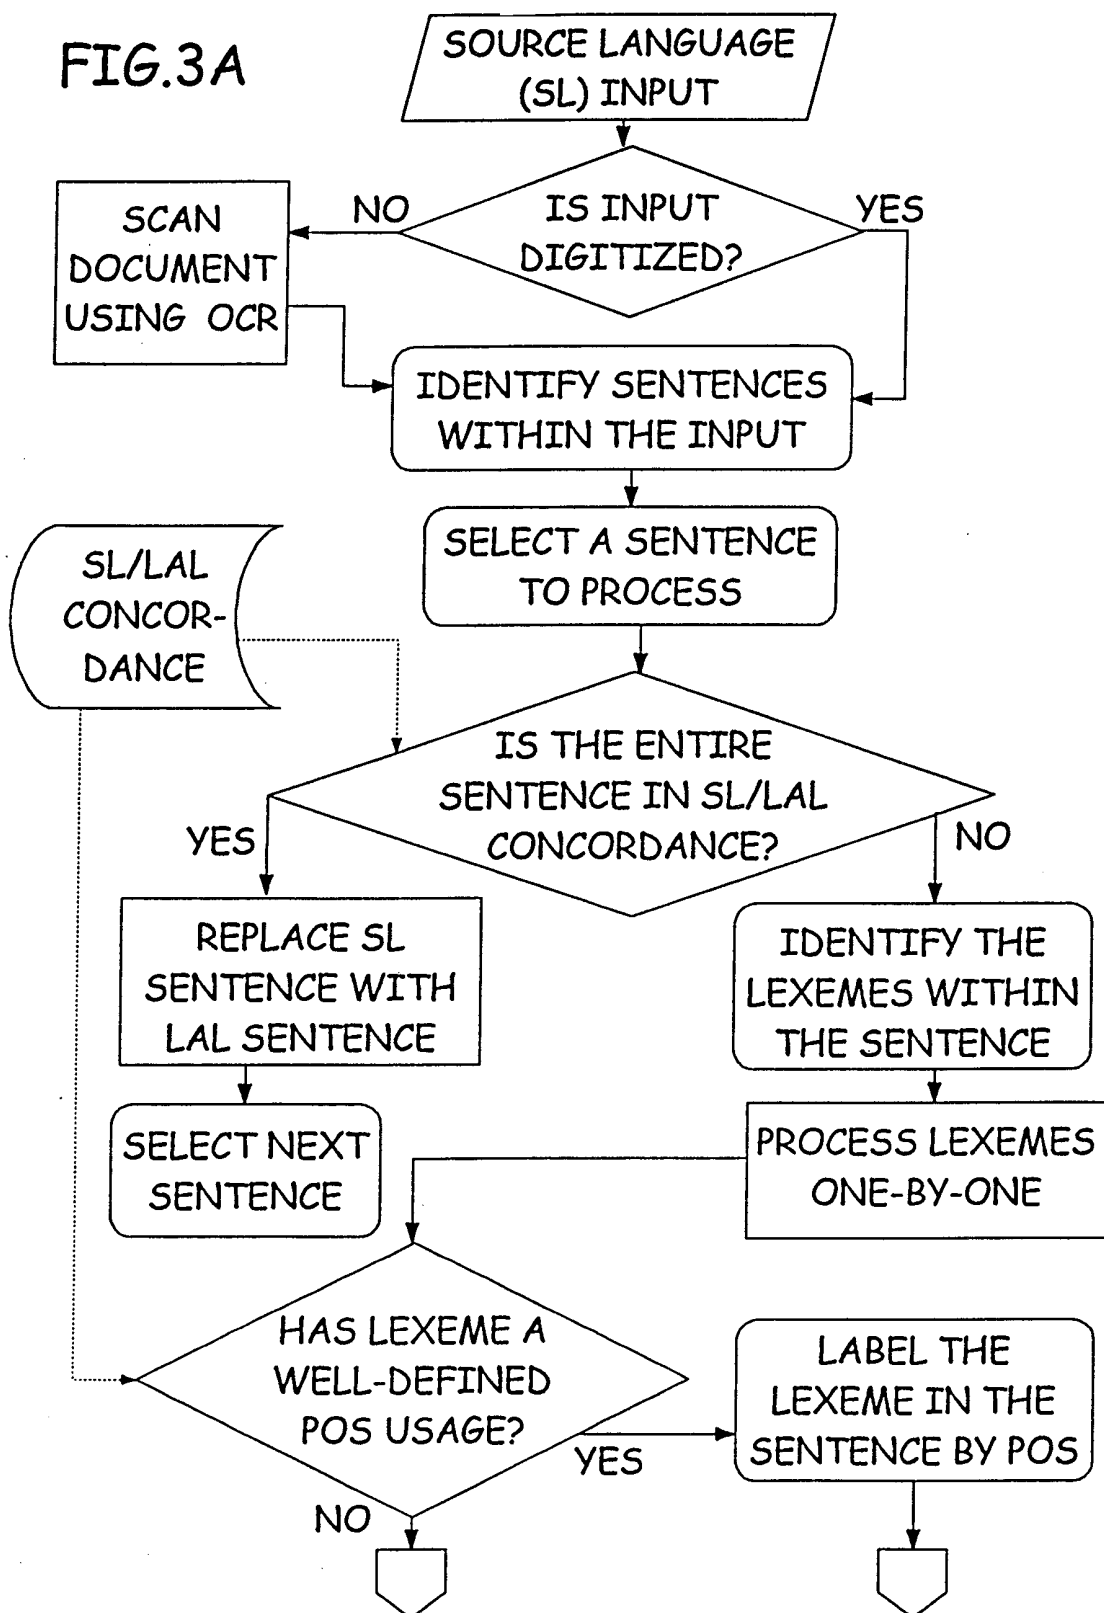 FIG.3A
SOURCE LANGUAGE
(SL) INPUT
IS INPUT
DIGITIZED?
NO
YES
SCAN
DOCUMENT
USING OCR
IDENTIFY SENTENCES
WITHIN THE INPUT
SELECT A SENTENCE
TO PROCESS
SL/LAL
CONCOR-
DANCE
IS THE ENTIRE
SENTENCE IN SL/LAL
CONCORDANCE?
YES
NO
REPLACE SL
SENTENCE WITH
LAL SENTENCE
IDENTIFY THE
LEXEMES WITHIN
THE SENTENCE
SELECT NEXT
SENTENCE
PROCESS LEXEMES
ONE-BY-ONE
HAS LEXEME A
WELL-DEFINED
POS USAGE?
YES
NO
LABEL THE
LEXEME IN THE
SENTENCE BY POS